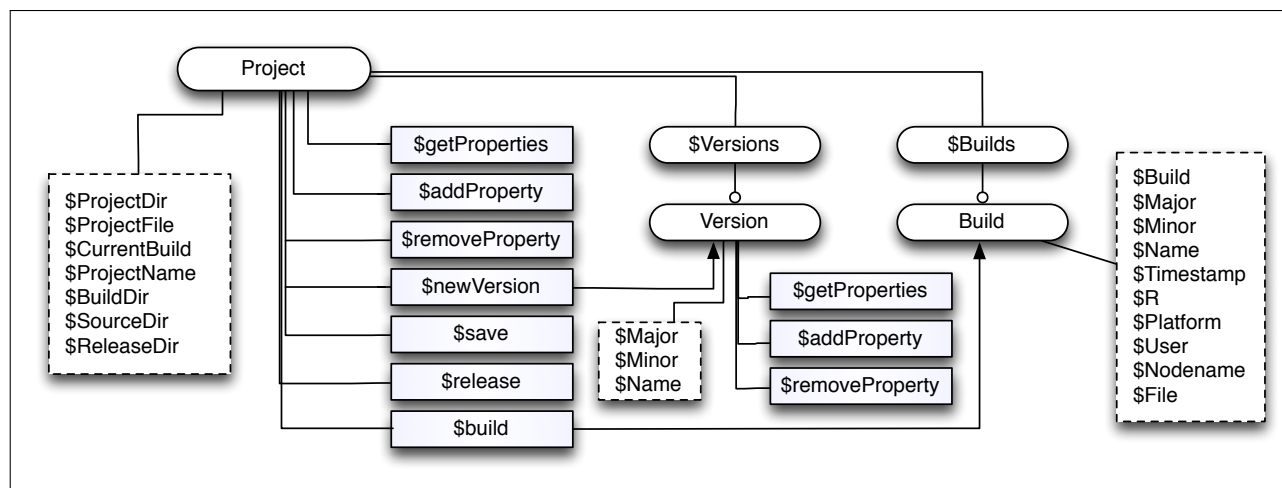 Project
$getProperties
$addProperty
$removeProperty
$newVersion
$save
$release
$build
$ProjectDir
$ProjectFile
$CurrentBuild
$ProjectName
$BuildDir
$SourceDir
$ReleaseDir
$Versions
Version
$Major
$Minor
$Name
$getProperties
$addProperty
$removeProperty
$Builds
Build
$Build
$Major
$Minor
$Name
$Timestamp
$R
$Platform
$User
$Nodename
$File